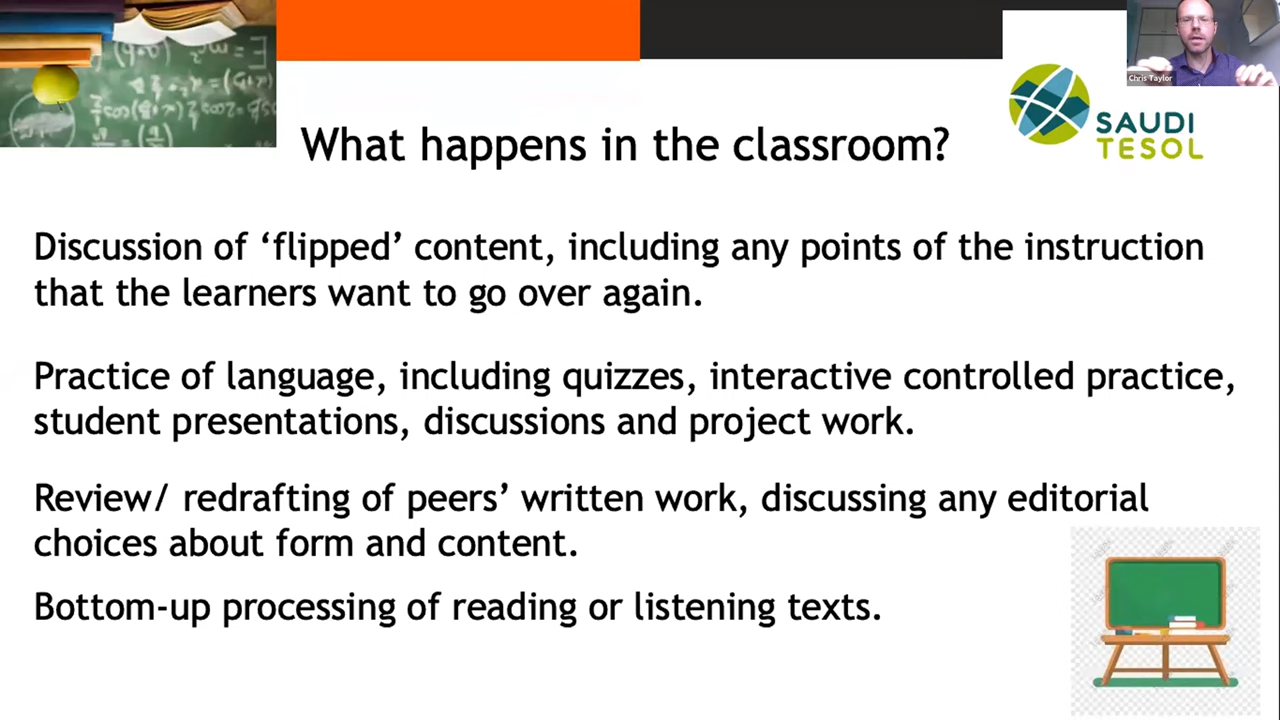 Chris Taylor
SAUDI
TESOL
What happens in the classroom?
Discussion of ‘flipped’ content, including any points of the instruction
that the learners want to go over again.
Practice of language, including quizzes, interactive controlled practice,
student presentations, discussions and project work.
Review/ redrafting of peers’ written work, discussing any editorial
choices about form and content.
Bottom-up processing of reading or listening texts.